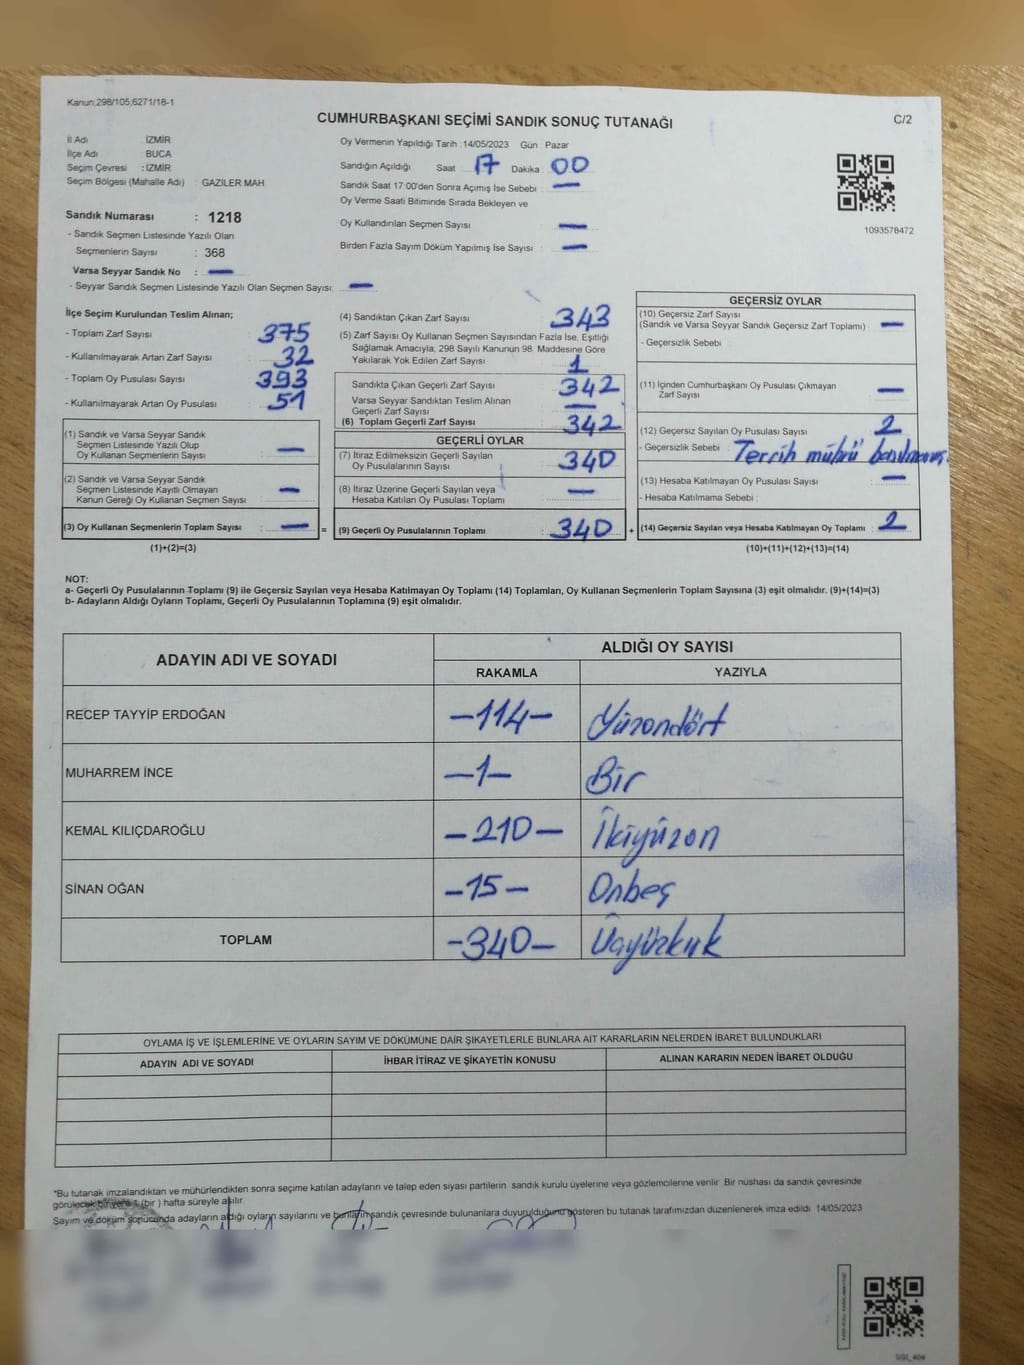 Kanun:298/105;6271/18-1
CUMHURBAŞKANI SEÇİMİ SANDIK SONUÇ TUTANAĞI
C/2
İl Adı İZMİR
İlçe Adı BUCA
Seçim Çevresi : İZMİR
Seçim Bölgesi (Mahalle Adı) GAZİLER MAH.
Sandık Numarası : 1218
- Sandık Seçmen Listesinde Yazılı Olan
Seçmenlerin Sayısı : 368
Varsa Seyyar Sandık No : —
- Seyyar Sandık Seçmen Listesinde Yazılı Olan Seçmen Sayısı: —
Oy Vermenin Yapıldığı Tarih :14/05/2023 Gün Pazar
Sandığın Açıldığı Saat 17 Dakika : 00
Sandık Saat 17:00'den Sonra Açımış İse Sebebi : —
Oy Verme Saati Bitiminde Sırada Bekleyen ve
Oy Kullandırılan Seçmen Sayısı —
Birden Fazla Sayım Döküm Yapılmış İse Sayısı : —
1093578472
İlçe Seçim Kurulundan Teslim Alınan;
- Toplam Zarf Sayısı : 375
- Kullanılmayarak Artan Zarf Sayısı : 32
- Toplam Oy Pusulası Sayısı : 393
- Kullanılmayarak Artan Oy Pusulası : 51
(1) Sandık ve Varsa Seyyar Sandık
Seçmen Listesinde Yazılı Olup
Oy Kullanan Seçmenlerin Sayısı : —
(2) Sandık ve Varsa Seyyar Sandık
Seçmen Listesinde Kayıtlı Olmayan
Kanun Gereği Oy Kullanan Seçmen Sayısı : —
(3) Oy Kullanan Seçmenlerin Toplam Sayısı : — =
(1)+(2)=(3)
(4) Sandıktan Çıkan Zarf Sayısı : 343
(5) Zarf Sayısı Oy Kullanan Seçmen Sayısından Fazla İse, Eşitliği
Sağlamak Amacıyla, 298 Sayılı Kanunun 98. Maddesine Göre
Yakılarak Yok Edilen Zarf Sayısı : 1
Sandıkta Çıkan Geçerli Zarf Sayısı : 342
Varsa Seyyar Sandıktan Teslim Alınan
Geçerli Zarf Sayısı : —
(6) Toplam Geçerli Zarf Sayısı : 342
GEÇERLİ OYLAR
(7) İtiraz Edilmeksizin Geçerli Sayılan
Oy Pusulalarının Sayısı : 340
(8) İtiraz Üzerine Geçerli Sayılan veya
Hesaba Katılan Oy Pusulası Toplamı : —
(9) Geçerli Oy Pusulalarının Toplamı : 340 +
GEÇERSİZ OYLAR
(10) Geçersiz Zarf Sayısı
(Sandık ve Varsa Seyyar Sandık Geçersiz Zarf Toplamı) : —
- Geçersizlik Sebebi :
(11) İçinden Cumhurbaşkanı Oy Pusulası Çıkmayan
Zarf Sayısı : —
(12) Geçersiz Sayılan Oy Pusulası Sayısı : 2
- Geçersizlik Sebebi : Tercih mührü basılmamış
(13) Hesaba Katılmayan Oy Pusulası Sayısı : —
- Hesaba Katılmama Sebebi :
(14) Geçersiz Sayılan veya Hesaba Katılmayan Oy Toplamı : 2
(10)+(11)+(12)+(13)=(14)
NOT:
a- Geçerli Oy Pusulalarının Toplamı (9) ile Geçersiz Sayılan veya Hesaba Katılmayan Oy Toplamı (14) Toplamları, Oy Kullanan Seçmenlerin Toplam Sayısına (3) eşit olmalıdır. (9)+(14)=(3)
b- Adayların Aldığı Oyların Toplamı, Geçerli Oy Pusulalarının Toplamına (9) eşit olmalıdır.
ADAYIN ADI VE SOYADI ALDIĞI OY SAYISI
RAKAMLA YAZIYLA
RECEP TAYYİP ERDOĞAN —114— Yüzondört
MUHARREM İNCE —1— Bir
KEMAL KILIÇDAROĞLU —210— İkiyüzon
SİNAN OĞAN —15— Onbeş
TOPLAM —340— Üçyüzkırk
OYLAMA İŞ VE İŞLEMLERİNE VE OYLARIN SAYIM VE DÖKÜMÜNE DAİR ŞİKAYETLERLE BUNLARA AİT KARARLARIN NELERDEN İBARET BULUNDUKLARI
ADAYIN ADI VE SOYADI İHBAR İTİRAZ VE ŞİKAYETİN KONUSU ALINAN KARARIN NEDEN İBARET OLDUĞU
"Bu tutanak imzalandıktan ve mühürlendikten sonra seçime katılan adayların ve talep eden siyasi partilerin sandık kurulu üyelerine veya gözlemcilerine verilir .Bir nüshası da sandık çevresinde
görülecek bir yere 1 (bir ) hafta süreyle asılır.
Sayım ve döküm sonucunda adayların aldığı oyların sayılarını ve bunların sandık çevresinde bulunanlara duyurulduğunu gösteren bu tutanak tarafımızdan düzenlenerek imza edildi 14/05/2023